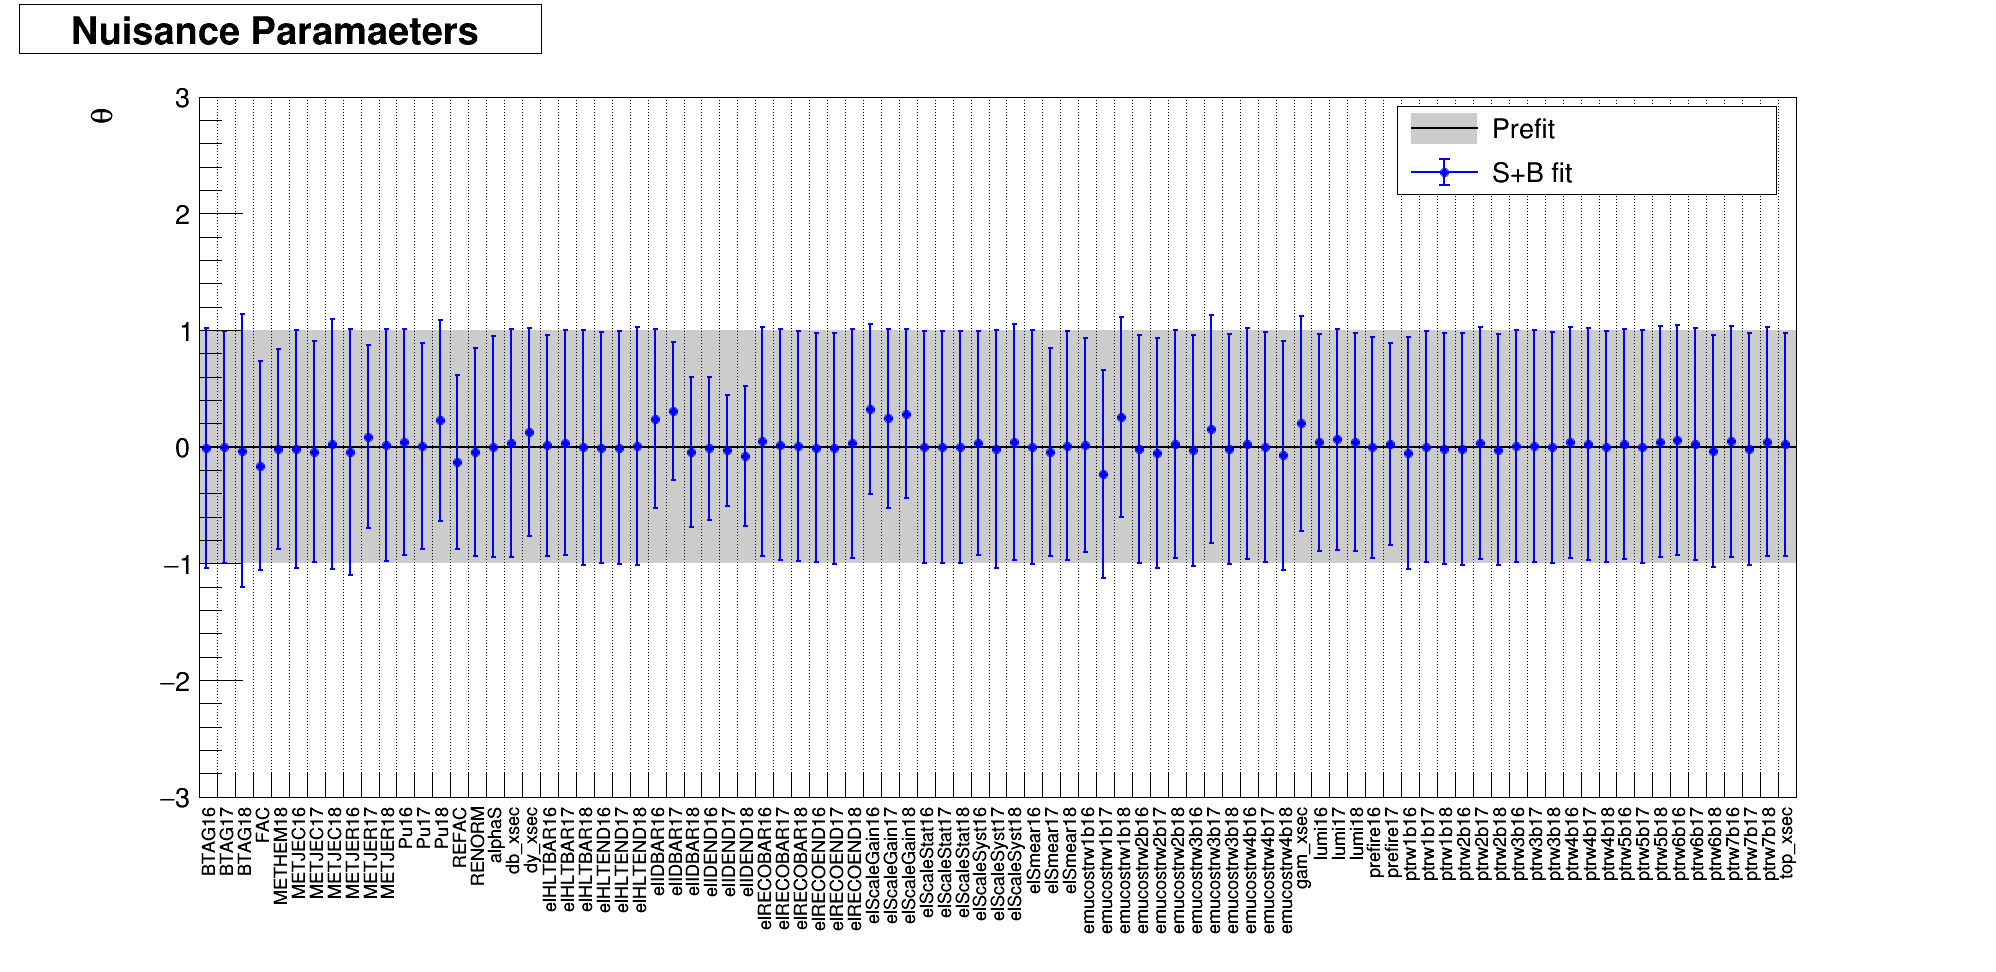 Nuisance Paramaeters
θ
3
2
1
0
−1
−2
−3
Prefit
S+B fit
BTAG16
BTAG17
BTAG18
FAC
METHEM18
METJEC16
METJEC17
METJEC18
METJER16
METJER17
METJER18
Pu16
Pu17
Pu18
REFAC
RENORM
alphaS
db_xsec
dy_xsec
elHLTBAR16
elHLTBAR17
elHLTBAR18
elHLTEND16
elHLTEND17
elHLTEND18
elIDBAR16
elIDBAR17
elIDBAR18
elIDEND16
elIDEND17
elIDEND18
elRECOBAR16
elRECOBAR17
elRECOBAR18
elRECOEND16
elRECOEND17
elRECOEND18
elScaleGain16
elScaleGain17
elScaleGain18
elScaleStat16
elScaleStat17
elScaleStat18
elScaleSyst16
elScaleSyst17
elScaleSyst18
elSmear16
elSmear17
elSmear18
emucostrw1b16
emucostrw1b17
emucostrw1b18
emucostrw2b16
emucostrw2b17
emucostrw2b18
emucostrw3b16
emucostrw3b17
emucostrw3b18
emucostrw4b16
emucostrw4b17
emucostrw4b18
gam_xsec
lumi16
lumi17
lumi18
prefire16
prefire17
ptrw1b16
ptrw1b17
ptrw1b18
ptrw2b16
ptrw2b17
ptrw2b18
ptrw3b16
ptrw3b17
ptrw3b18
ptrw4b16
ptrw4b17
ptrw4b18
ptrw5b16
ptrw5b17
ptrw5b18
ptrw6b16
ptrw6b17
ptrw6b18
ptrw7b16
ptrw7b17
ptrw7b18
top_xsec